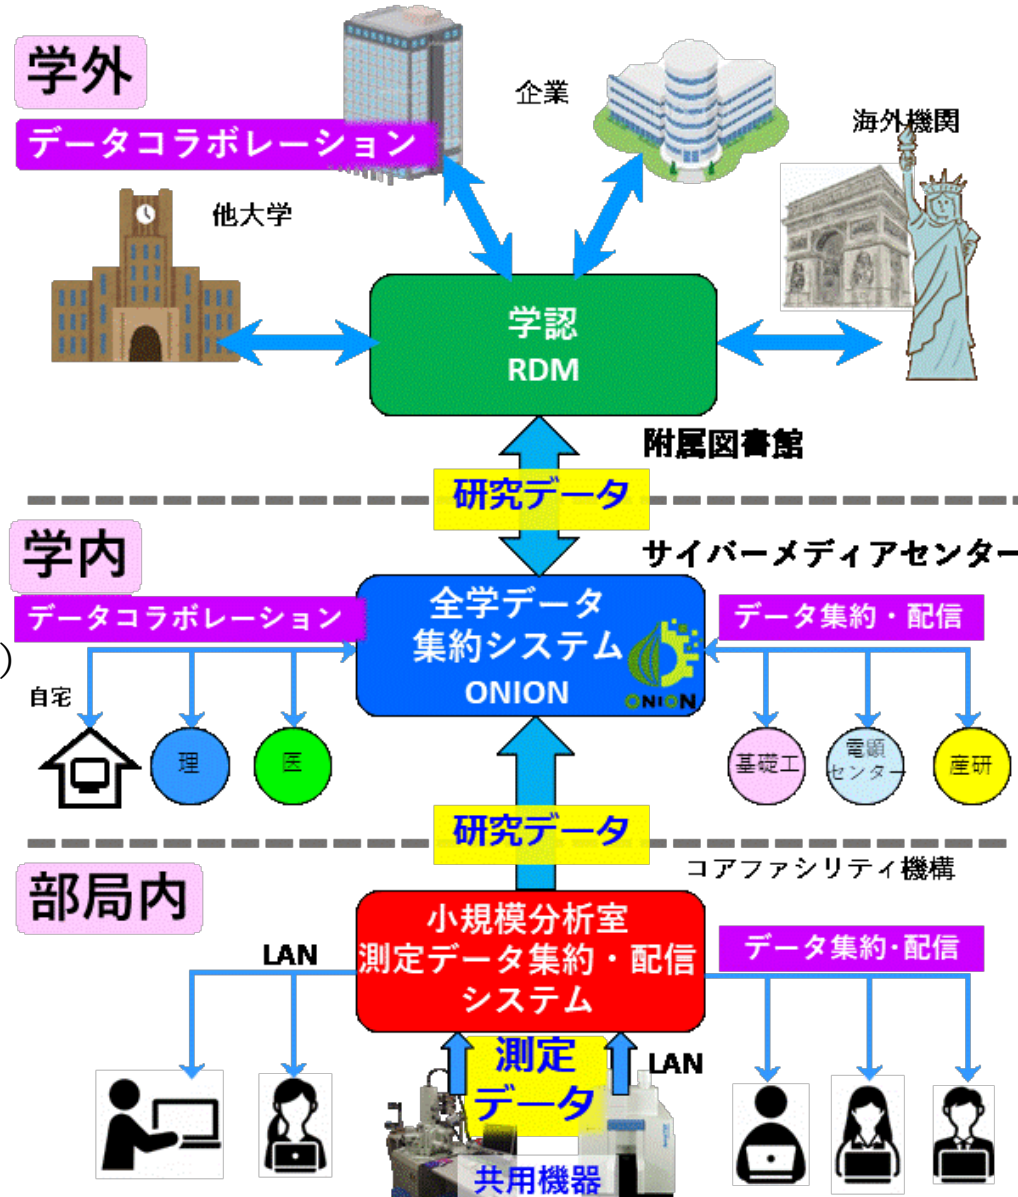 学外
企業
海外機関
データコラボレーション
他大学
学認
RDM
附属図書館
研究データ
学内
サイバーメディアセンター
データコラボレーション
全学データ
集約システム
ONION
ONION
データ集約・配信
)
自宅
理
医
基礎工
電顕
センター
産研
研究データ
コアファシリティ機構
部局内
小規模分析室
測定データ集約・配信
システム
LAN
データ集約・配信
測定
データ
LAN
共用機器